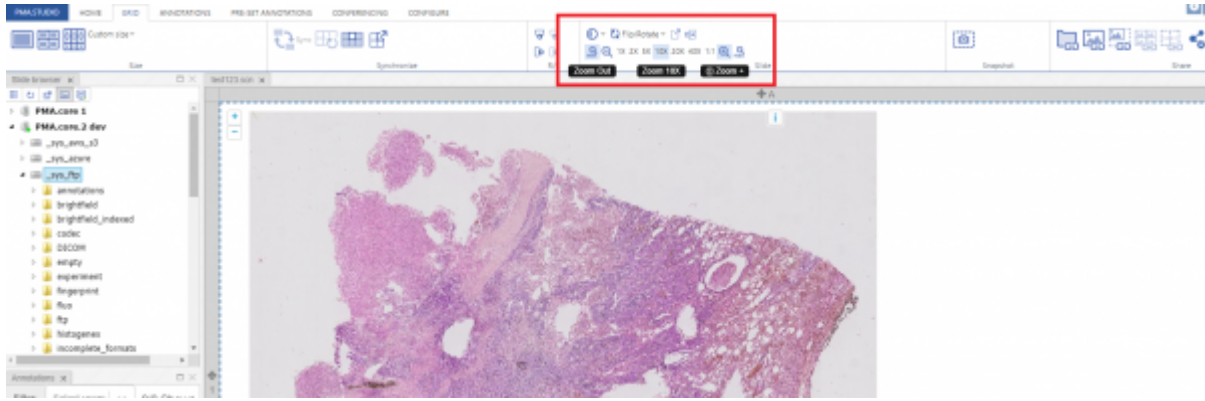 PMA.STUDIO HOME GRID ANNOTATIONS PRE-SET ANNOTATIONS CONFERENCING CONFIGURE
Custom size
Sync
Flip/Rotate
1X 2X 5X 10X 20X 40X 1:1
Size Synchronize Slide Snapshot Share
Zoom Out Zoom 10X Zoom +
Slide browser
A
PMA.core 1
PMA.core.2 dev
_sys_aws_s3
_sys_azure
_sys_ftp
annotations
brightfield
brightfield_indexed
codec
DICOM
empty
experiment
fingerprint
fluo
ftp
histogenes
incomplete_formats
Annotations
1